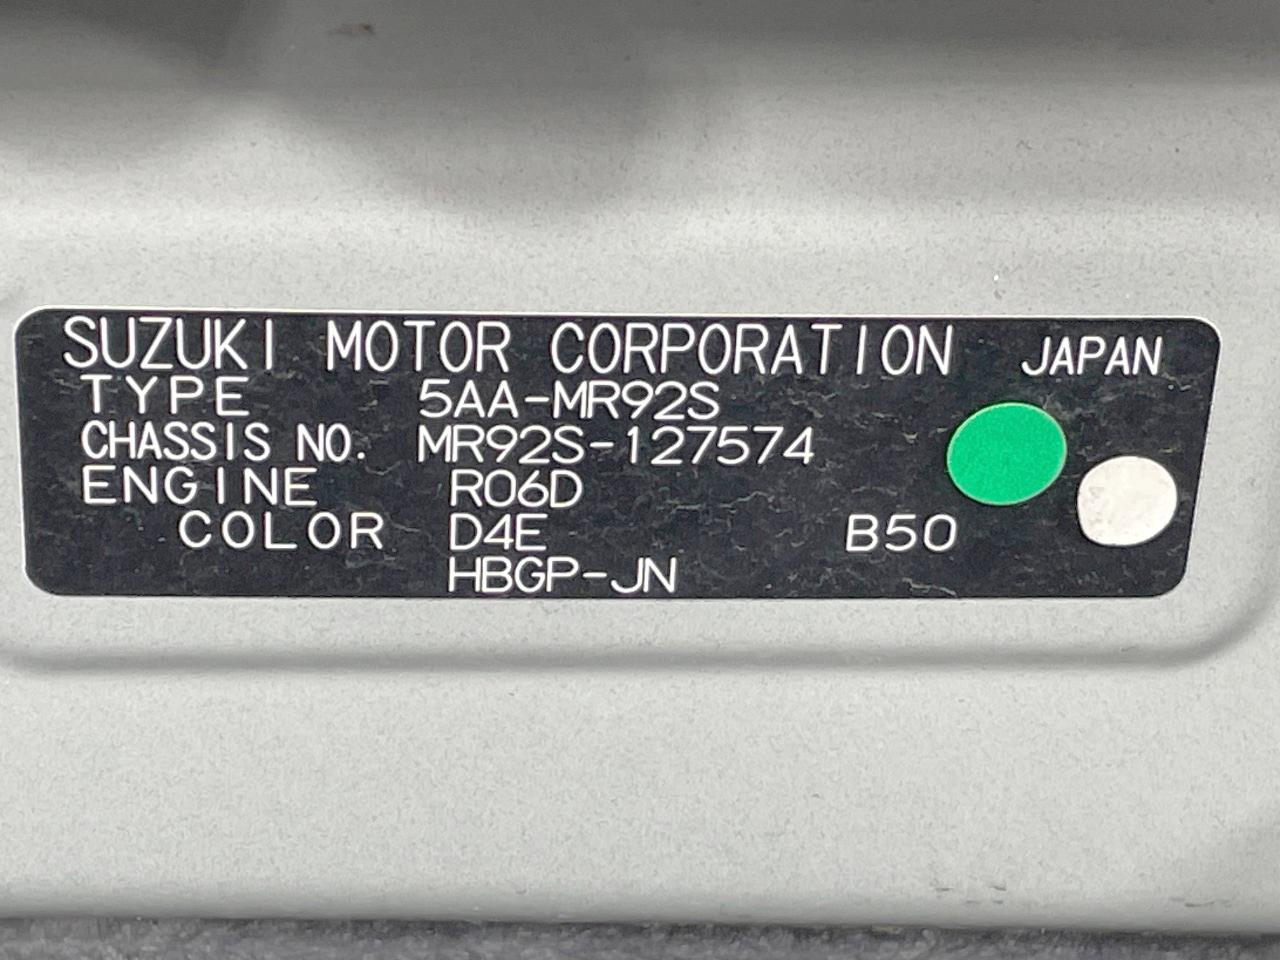 SUZUKI MOTOR CORPORATION JAPAN
TYPE 5AA-MR92S
CHASSIS NO. MR92S-127574
ENGINE R06D
COLOR D4E B50
HBGP-JN